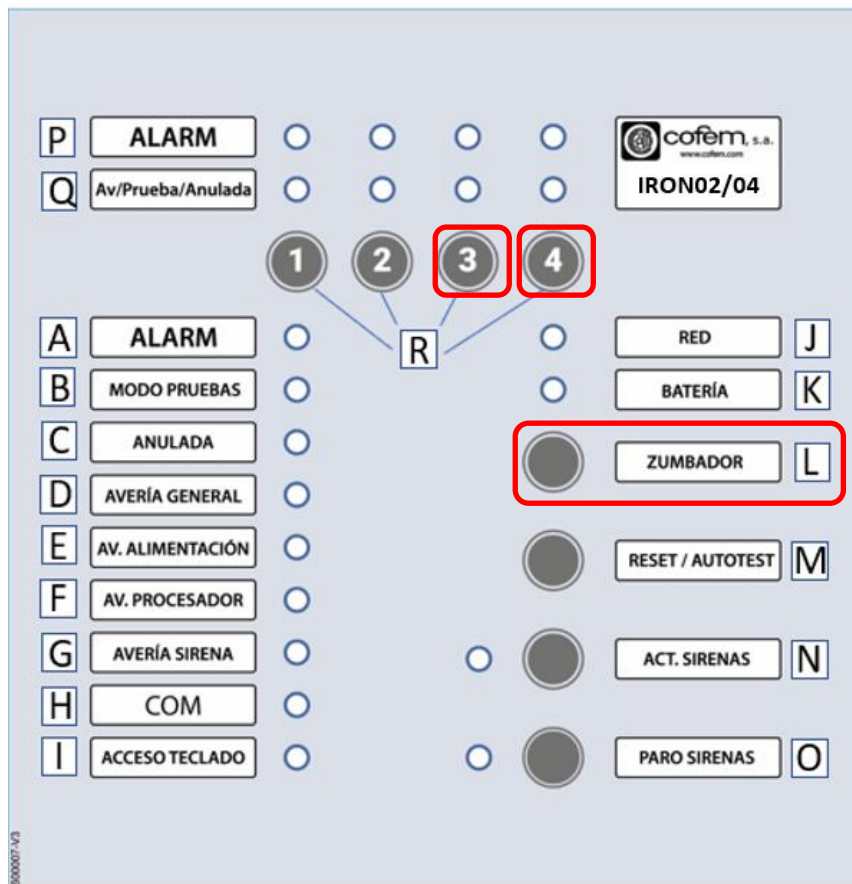 P ALARM
cofem, s.a.
www.cofem.com
Q Av/Prueba/Anulada
IRON02/04
1 2 3 4
R
A ALARM
RED J
B MODO PRUEBAS
BATERÍA K
C ANULADA
ZUMBADOR L
D AVERÍA GENERAL
E AV. ALIMENTACIÓN
RESET / AUTOTEST M
F AV. PROCESADOR
G AVERÍA SIRENA
ACT. SIRENAS N
H COM
I ACCESO TECLADO
PARO SIRENAS O
600007-V3